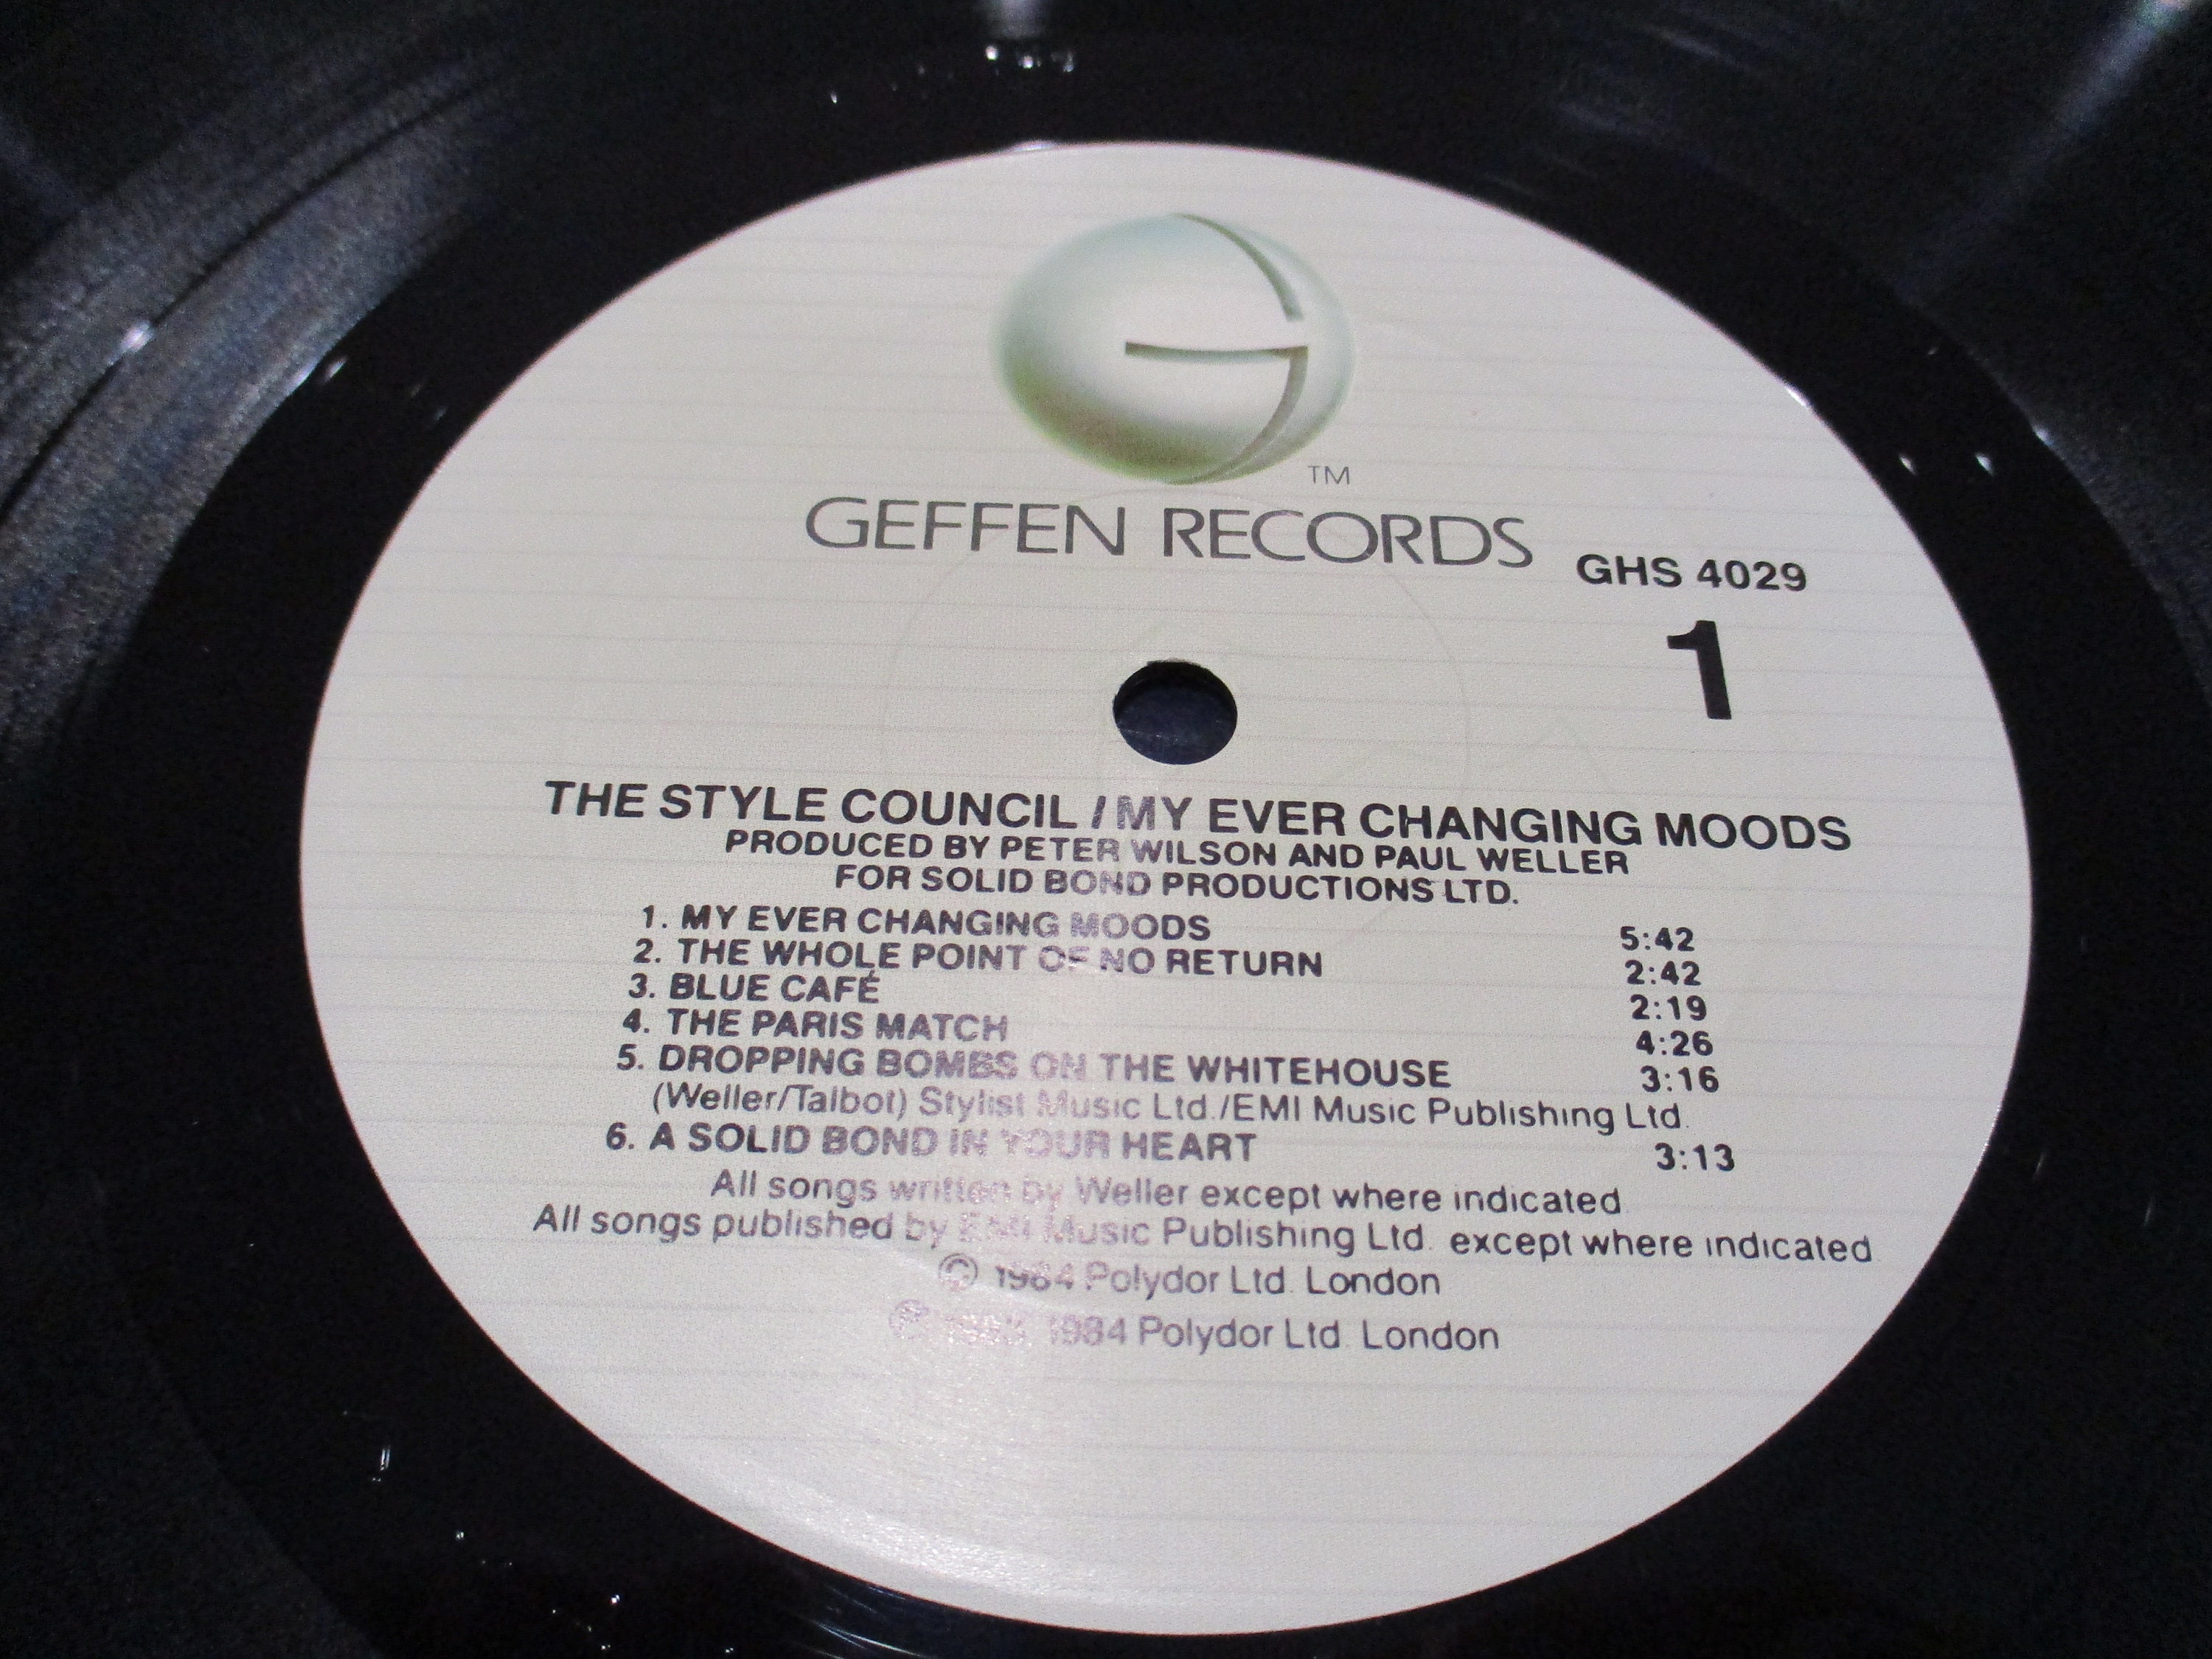 TM
GEFFEN RECORDS
GHS 4029
1
THE STYLE COUNCIL / MY EVER CHANGING MOODS
PRODUCED BY PETER WILSON AND PAUL WELLER
FOR SOLID BOND PRODUCTIONS LTD.
1. MY EVER CHANGING MOODS 5:42
2. THE WHOLE POINT OF NO RETURN 2:42
3. BLUE CAFÉ 2:19
4. THE PARIS MATCH 4:26
5. DROPPING BOMBS ON THE WHITEHOUSE 3:16
(Weller/Talbot) Stylist Music Ltd./EMI Music Publishing Ltd.
6. A SOLID BOND IN YOUR HEART 3:13
All songs written by Weller except where indicated
All songs published by EMI Music Publishing Ltd. except where indicated
© 1984 Polydor Ltd. London
℗ 1984 Polydor Ltd. London